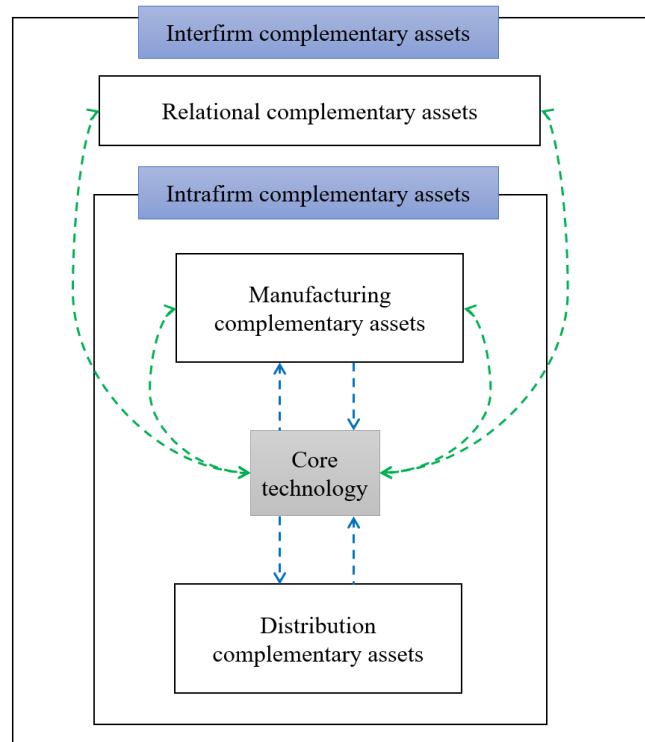 Interfirm complementary assets
Relational complementary assets
Intrafirm complementary assets
Manufacturing
complementary assets
Core
technology
Distribution
complementary assets